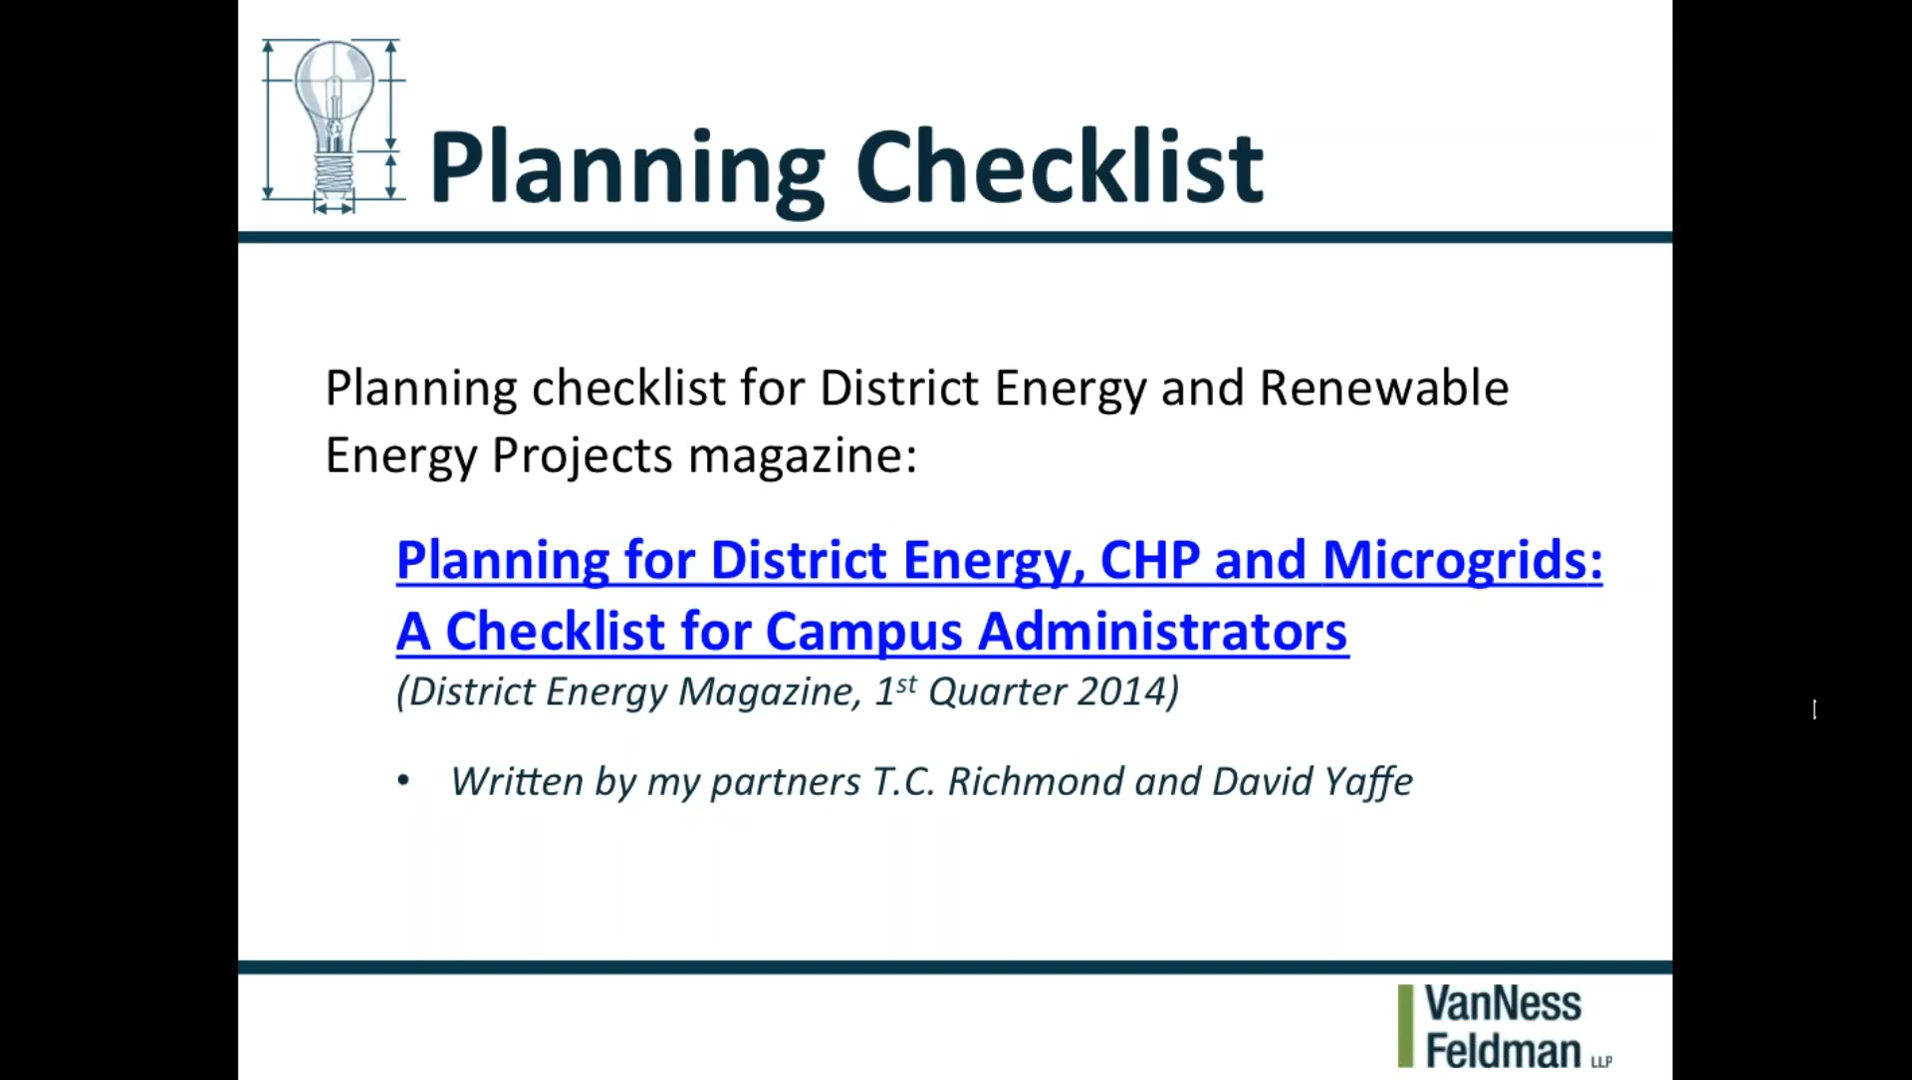 Planning Checklist
Planning checklist for District Energy and Renewable
Energy Projects magazine:
Planning for District Energy, CHP and Microgrids:
A Checklist for Campus Administrators
(District Energy Magazine, 1st Quarter 2014)
• Written by my partners T.C. Richmond and David Yaffe
VanNess
Feldman LLP